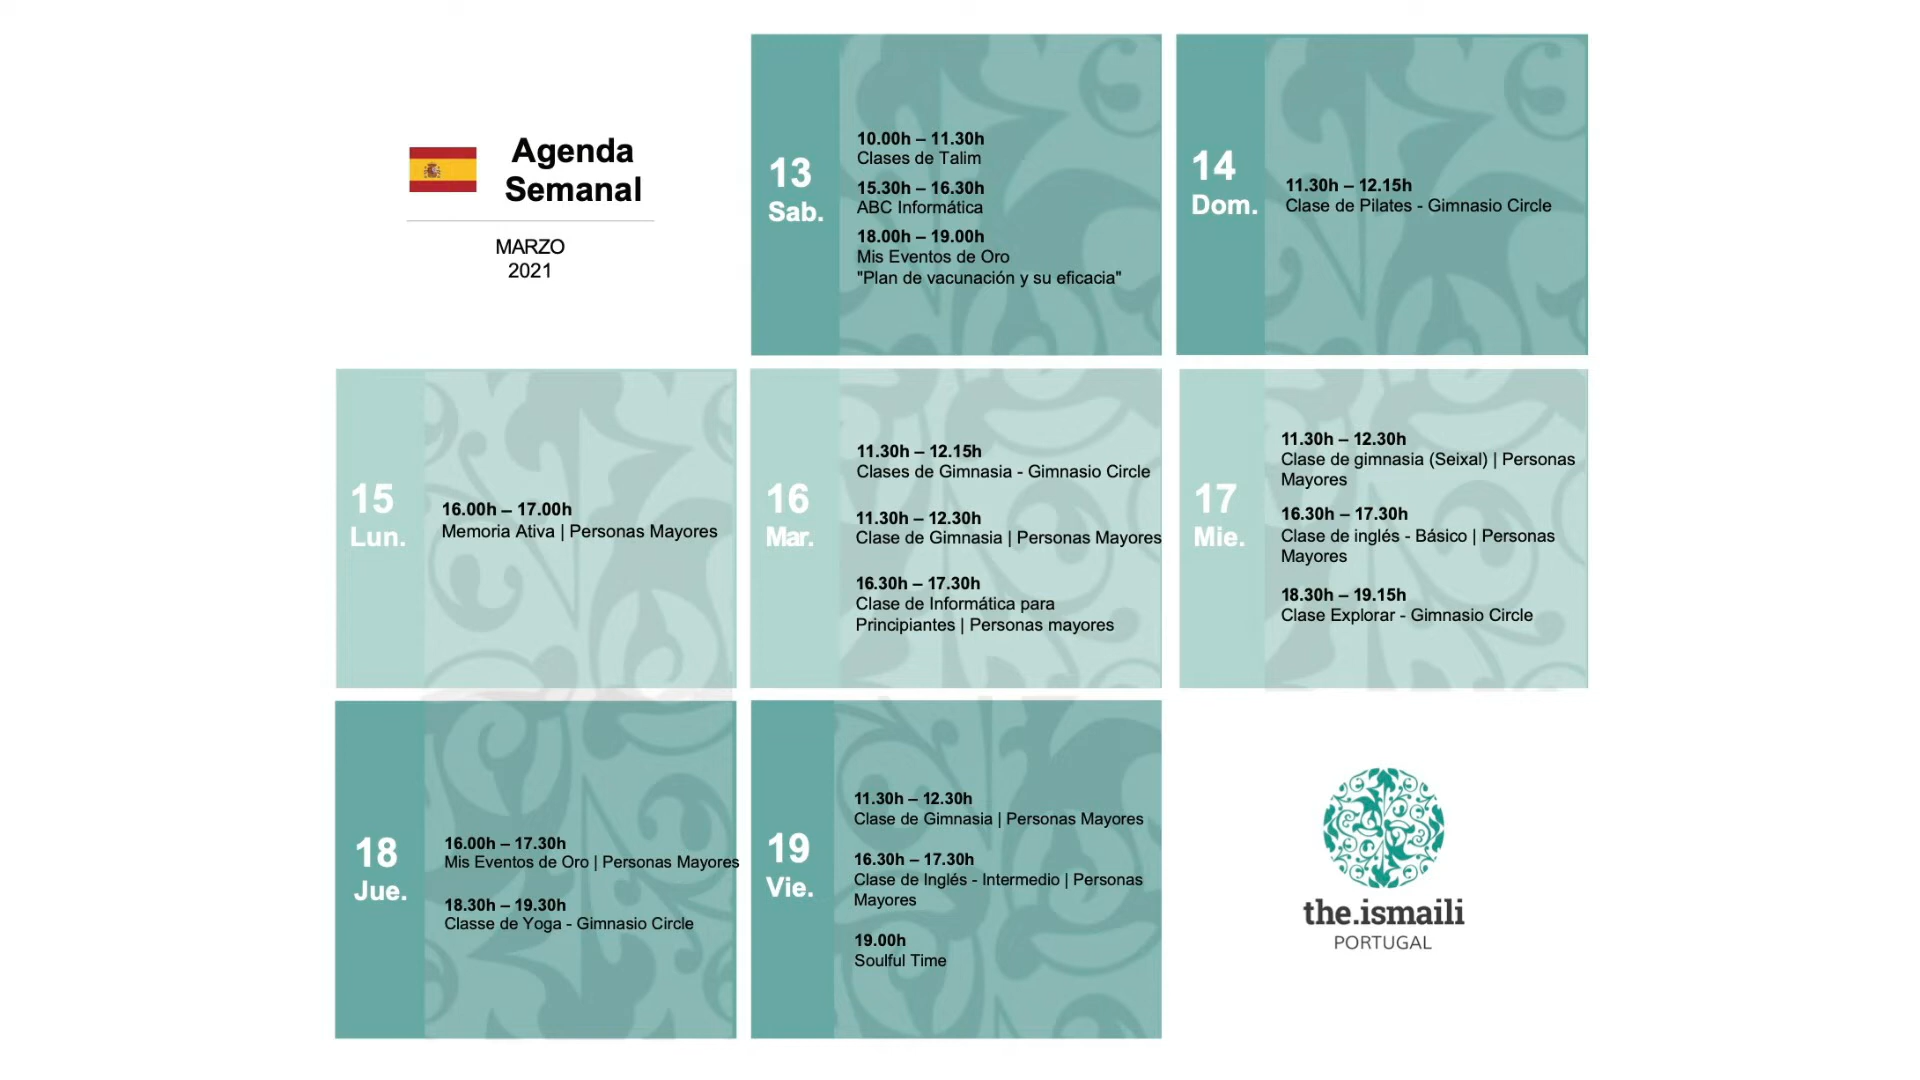 Agenda
Semanal
MARZO
2021
13
Sab.
10.00h – 11.30h
Clases de Talim
15.30h – 16.30h
ABC Informática
18.00h – 19.00h
Mis Eventos de Oro
"Plan de vacunación y su eficacia"
14
Dom.
11.30h – 12.15h
Clase de Pilates - Gimnasio Circle
15
Lun.
16.00h – 17.00h
Memoria Ativa | Personas Mayores
16
Mar.
11.30h – 12.15h
Clases de Gimnasia - Gimnasio Circle
11.30h – 12.30h
Clase de Gimnasia | Personas Mayores
16.30h – 17.30h
Clase de Informática para
Principiantes | Personas mayores
17
Mie.
11.30h – 12.30h
Clase de gimnasia (Seixal) | Personas
Mayores
16.30h – 17.30h
Clase de inglés - Básico | Personas
Mayores
18.30h – 19.15h
Clase Explorar - Gimnasio Circle
18
Jue.
16.00h – 17.30h
Mis Eventos de Oro | Personas Mayores
18.30h – 19.30h
Classe de Yoga - Gimnasio Circle
19
Vie.
11.30h – 12.30h
Clase de Gimnasia | Personas Mayores
16.30h – 17.30h
Clase de Inglés - Intermedio | Personas
Mayores
19.00h
Soulful Time
the.ismaili
PORTUGAL